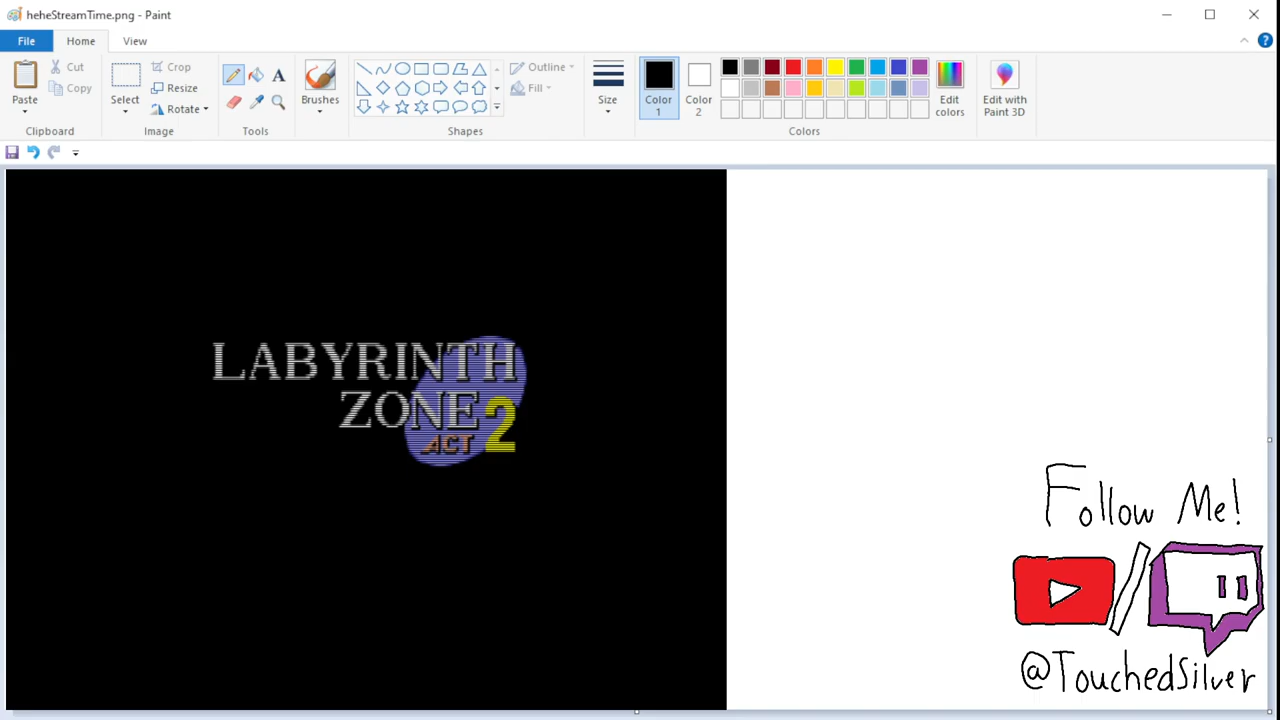 heheStreamTime.png - Paint
File
Home
View
Paste
Cut
Copy
Clipboard
Select
Crop
Resize
Rotate
Image
A
Tools
Brushes
Shapes
Outline
Fill
Size
Color 1
Color 2
Edit colors
Colors
Edit with Paint 3D
LABYRINTH
ZONE
ACT 2
Follow Me!
@TouchedSilver